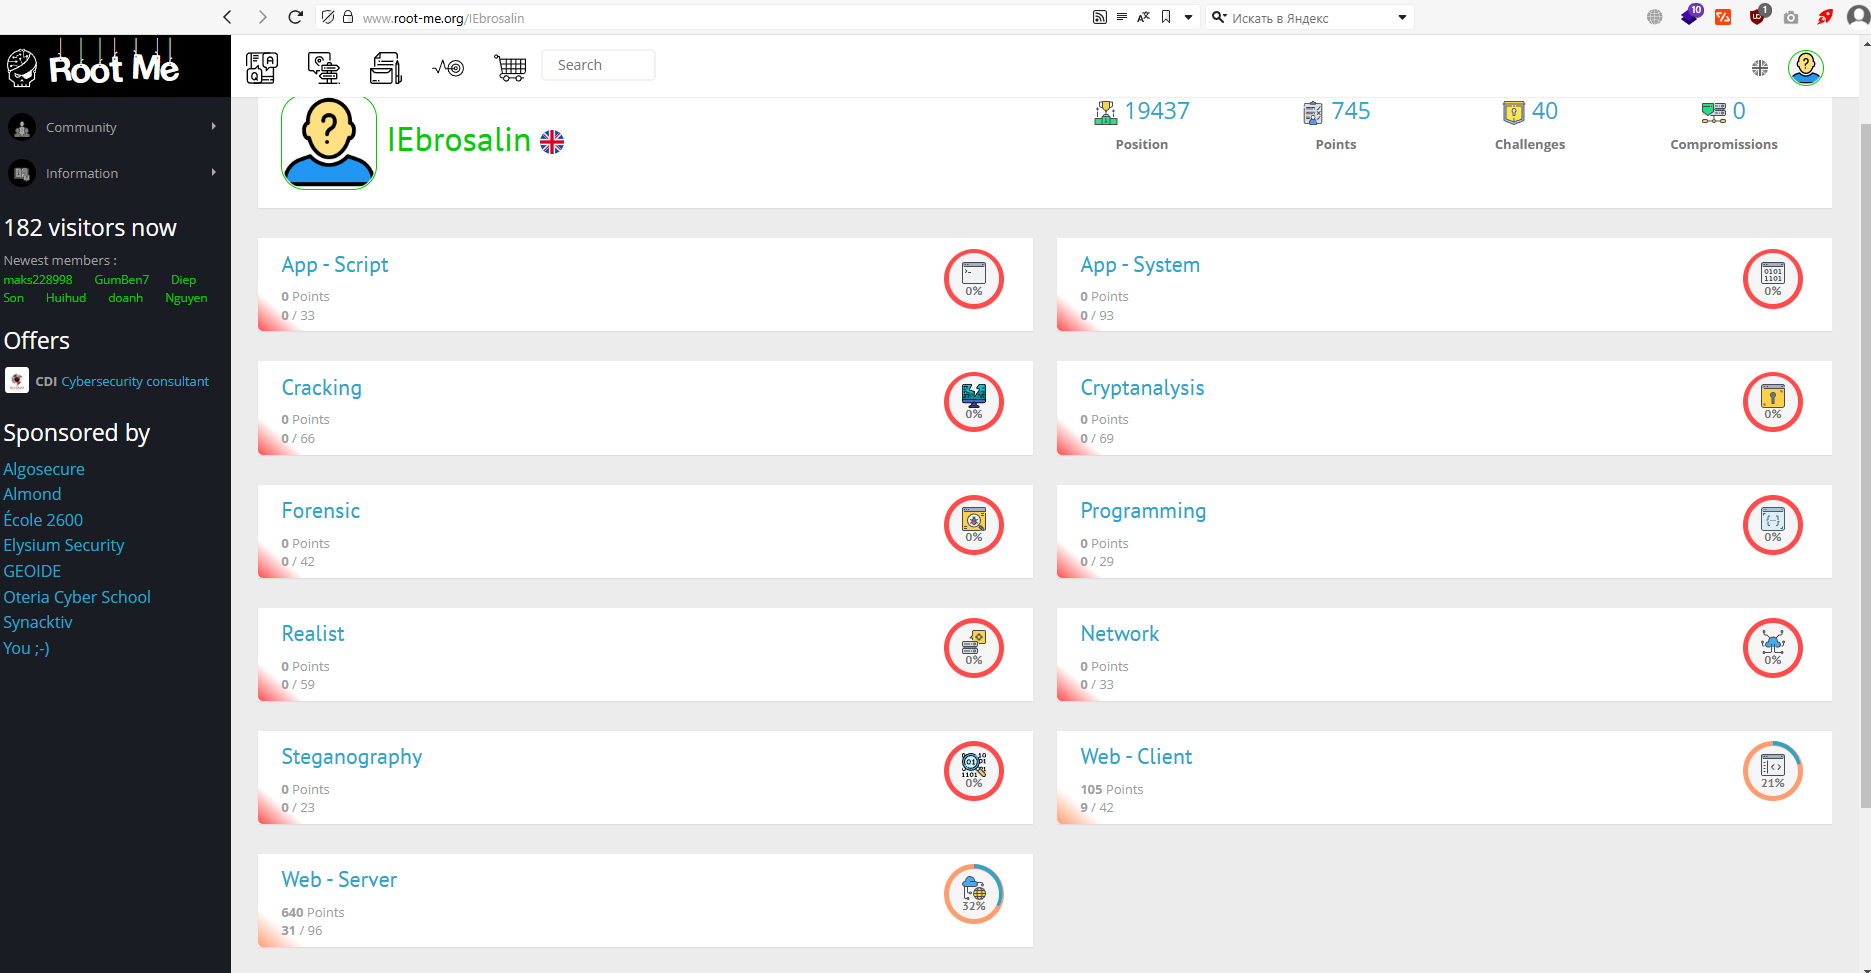 www.root-me.org/IEbrosalin
Искать в Яндекс
10
1
Root Me
Search
Community
Information
182 visitors now
Newest members :
maks228998 GumBen7 Diep
Son Huihud doanh Nguyen
Offers
CDI Cybersecurity consultant
Sponsored by
Algosecure
Almond
École 2600
Elysium Security
GEOIDE
Oteria Cyber School
Synacktiv
You ;-)
IEbrosalin
19437
Position
745
Points
40
Challenges
0
Compromissions
App - Script
0 Points
0 / 33
0%
App - System
0 Points
0 / 93
0101
1101
0%
Cracking
0 Points
0 / 66
0%
Cryptanalysis
0 Points
0 / 69
0%
Forensic
0 Points
0 / 42
0%
Programming
0 Points
0 / 29
0%
Realist
0 Points
0 / 59
0%
Network
0 Points
0 / 33
0%
Steganography
0 Points
0 / 23
0%
Web - Client
105 Points
9 / 42
21%
Web - Server
640 Points
31 / 96
32%